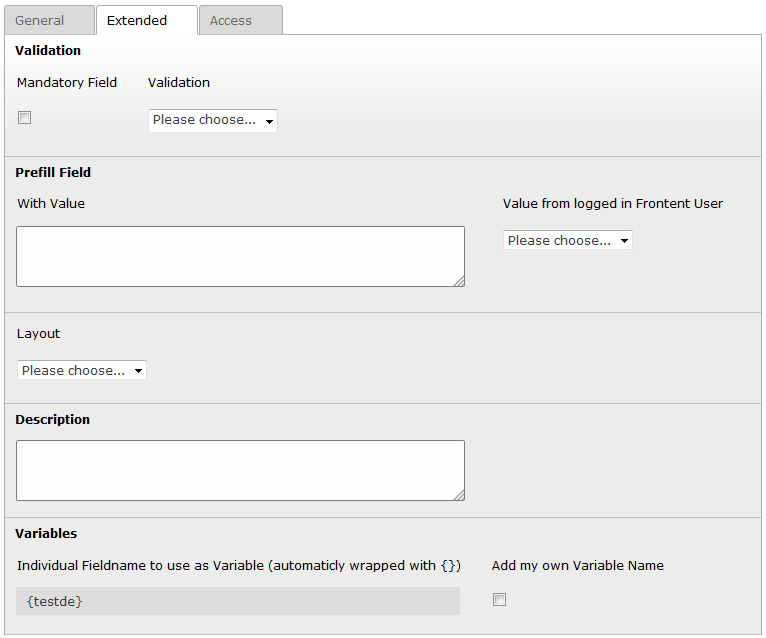 General Extended Access
Validation
Mandatory Field Validation
Please choose...
Prefill Field
With Value Value from logged in Frontent User
Please choose...
Layout
Please choose...
Description
Variables
Individual Fieldname to use as Variable (automaticly wrapped with {}) Add my own Variable Name
{testde}